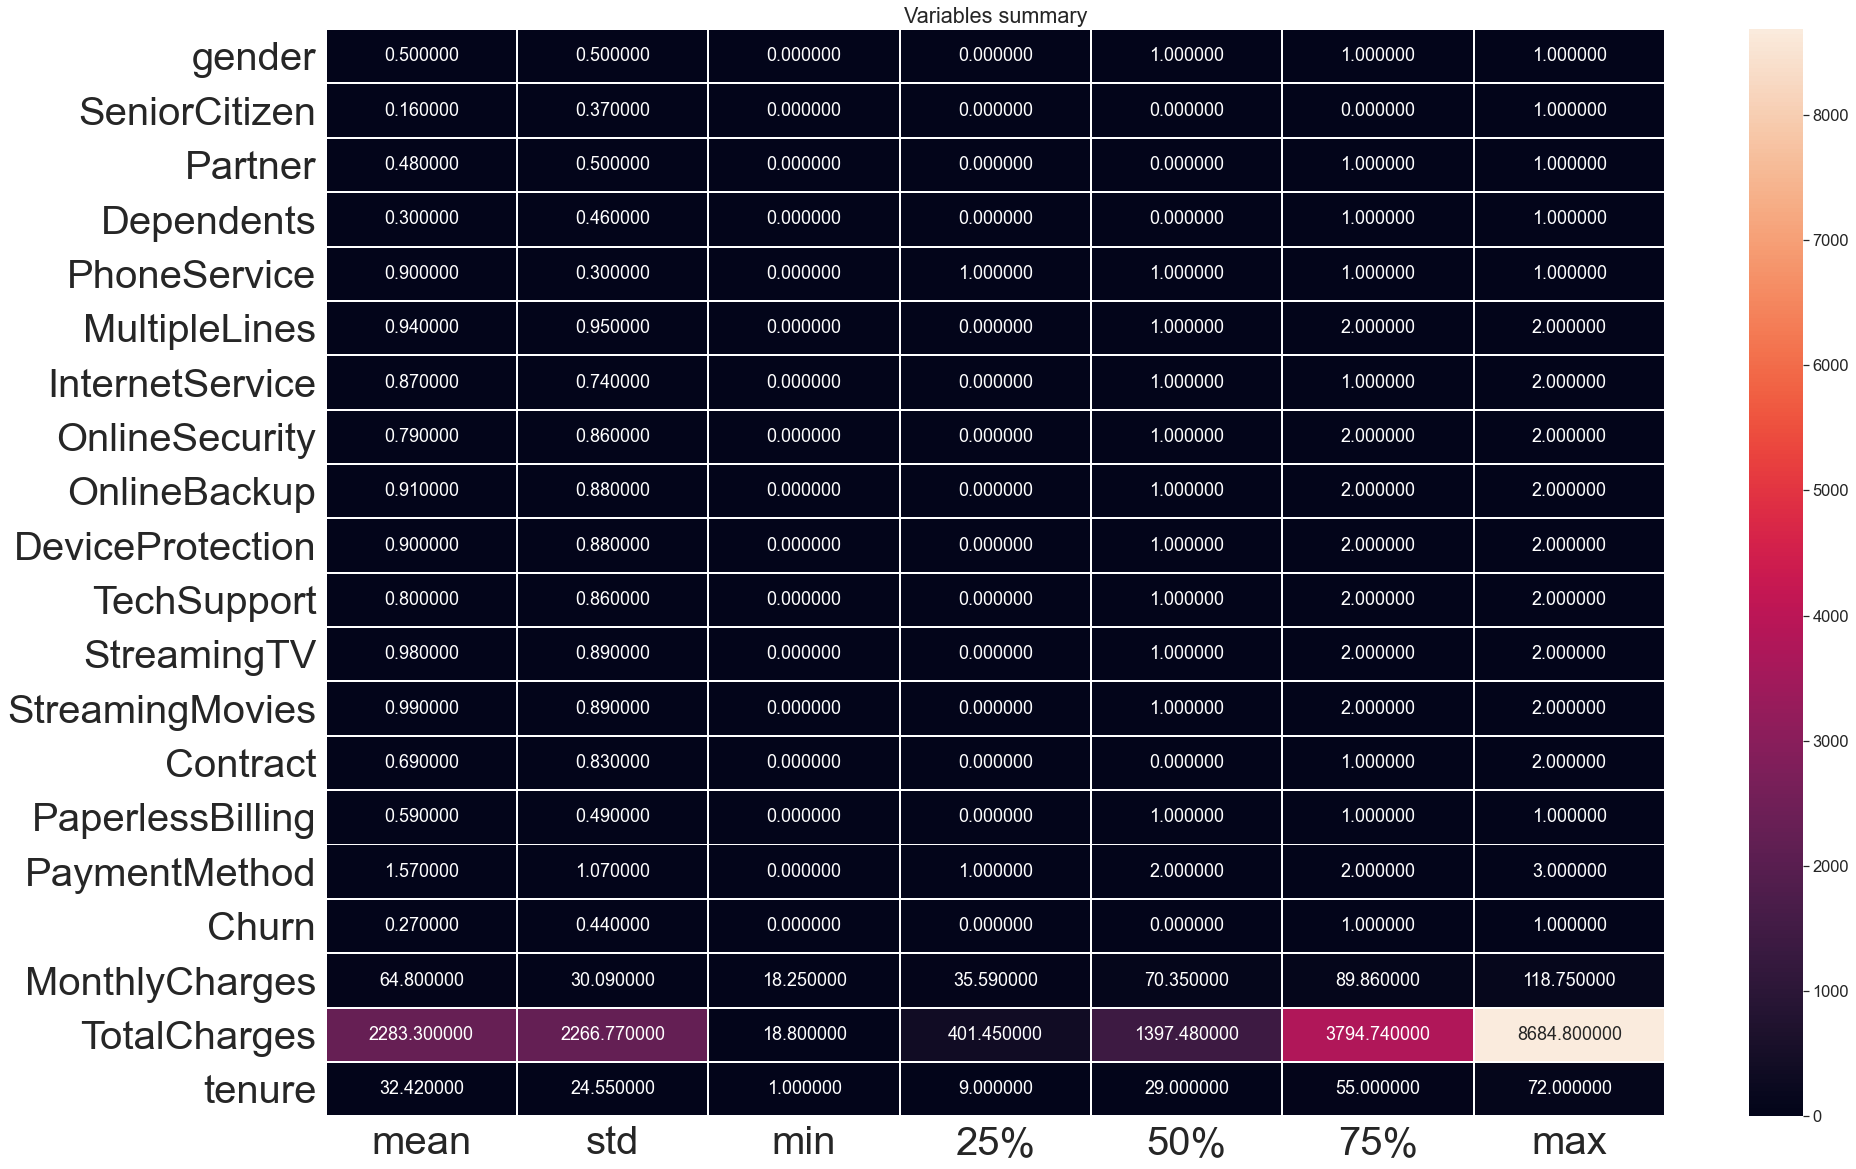 Variables summary
gender 0.500000 0.500000 0.000000 0.000000 1.000000 1.000000 1.000000
SeniorCitizen 0.160000 0.370000 0.000000 0.000000 0.000000 0.000000 1.000000
Partner 0.480000 0.500000 0.000000 0.000000 0.000000 1.000000 1.000000
Dependents 0.300000 0.460000 0.000000 0.000000 0.000000 1.000000 1.000000
PhoneService 0.900000 0.300000 0.000000 1.000000 1.000000 1.000000 1.000000
MultipleLines 0.940000 0.950000 0.000000 0.000000 1.000000 2.000000 2.000000
InternetService 0.870000 0.740000 0.000000 0.000000 1.000000 1.000000 2.000000
OnlineSecurity 0.790000 0.860000 0.000000 0.000000 1.000000 2.000000 2.000000
OnlineBackup 0.910000 0.880000 0.000000 0.000000 1.000000 2.000000 2.000000
DeviceProtection 0.900000 0.880000 0.000000 0.000000 1.000000 2.000000 2.000000
TechSupport 0.800000 0.860000 0.000000 0.000000 1.000000 2.000000 2.000000
StreamingTV 0.980000 0.890000 0.000000 0.000000 1.000000 2.000000 2.000000
StreamingMovies 0.990000 0.890000 0.000000 0.000000 1.000000 2.000000 2.000000
Contract 0.690000 0.830000 0.000000 0.000000 0.000000 1.000000 2.000000
PaperlessBilling 0.590000 0.490000 0.000000 0.000000 1.000000 1.000000 1.000000
PaymentMethod 1.570000 1.070000 0.000000 1.000000 2.000000 2.000000 3.000000
Churn 0.270000 0.440000 0.000000 0.000000 0.000000 1.000000 1.000000
MonthlyCharges 64.800000 30.090000 18.250000 35.590000 70.350000 89.860000 118.750000
TotalCharges 2283.300000 2266.770000 18.800000 401.450000 1397.480000 3794.740000 8684.800000
tenure 32.420000 24.550000 1.000000 9.000000 29.000000 55.000000 72.000000
mean std min 25% 50% 75% max
8000
7000
6000
5000
4000
3000
2000
1000
0